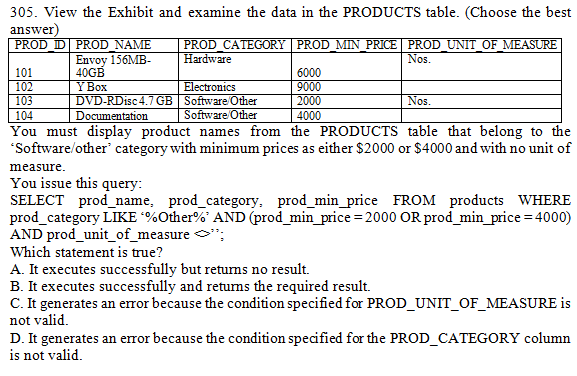 305. View the Exhibit and examine the data in the PRODUCTS table. (Choose the best
answer)
PROD_ID PROD_NAME PROD_CATEGORY PROD_MIN_PRICE PROD_UNIT_OF_MEASURE
101 Envoy 156MB-40GB Hardware 6000 Nos.
102 Y Box Electronics 9000
103 DVD-RDisc4.7 GB Software/Other 2000 Nos.
104 Documentation Software/Other 4000
You must display product names from the PRODUCTS table that belong to the
‘Software/other’ category with minimum prices as either $2000 or $4000 and with no unit of
measure.
You issue this query:
SELECT prod_name, prod_category, prod_min_price FROM products WHERE
prod_category LIKE ‘%Other%’ AND (prod_min_price = 2000 OR prod_min_price = 4000)
AND prod_unit_of_measure <>’’;
Which statement is true?
A. It executes successfully but returns no result.
B. It executes successfully and returns the required result.
C. It generates an error because the condition specified for PROD_UNIT_OF_MEASURE is
not valid.
D. It generates an error because the condition specified for the PROD_CATEGORY column
is not valid.